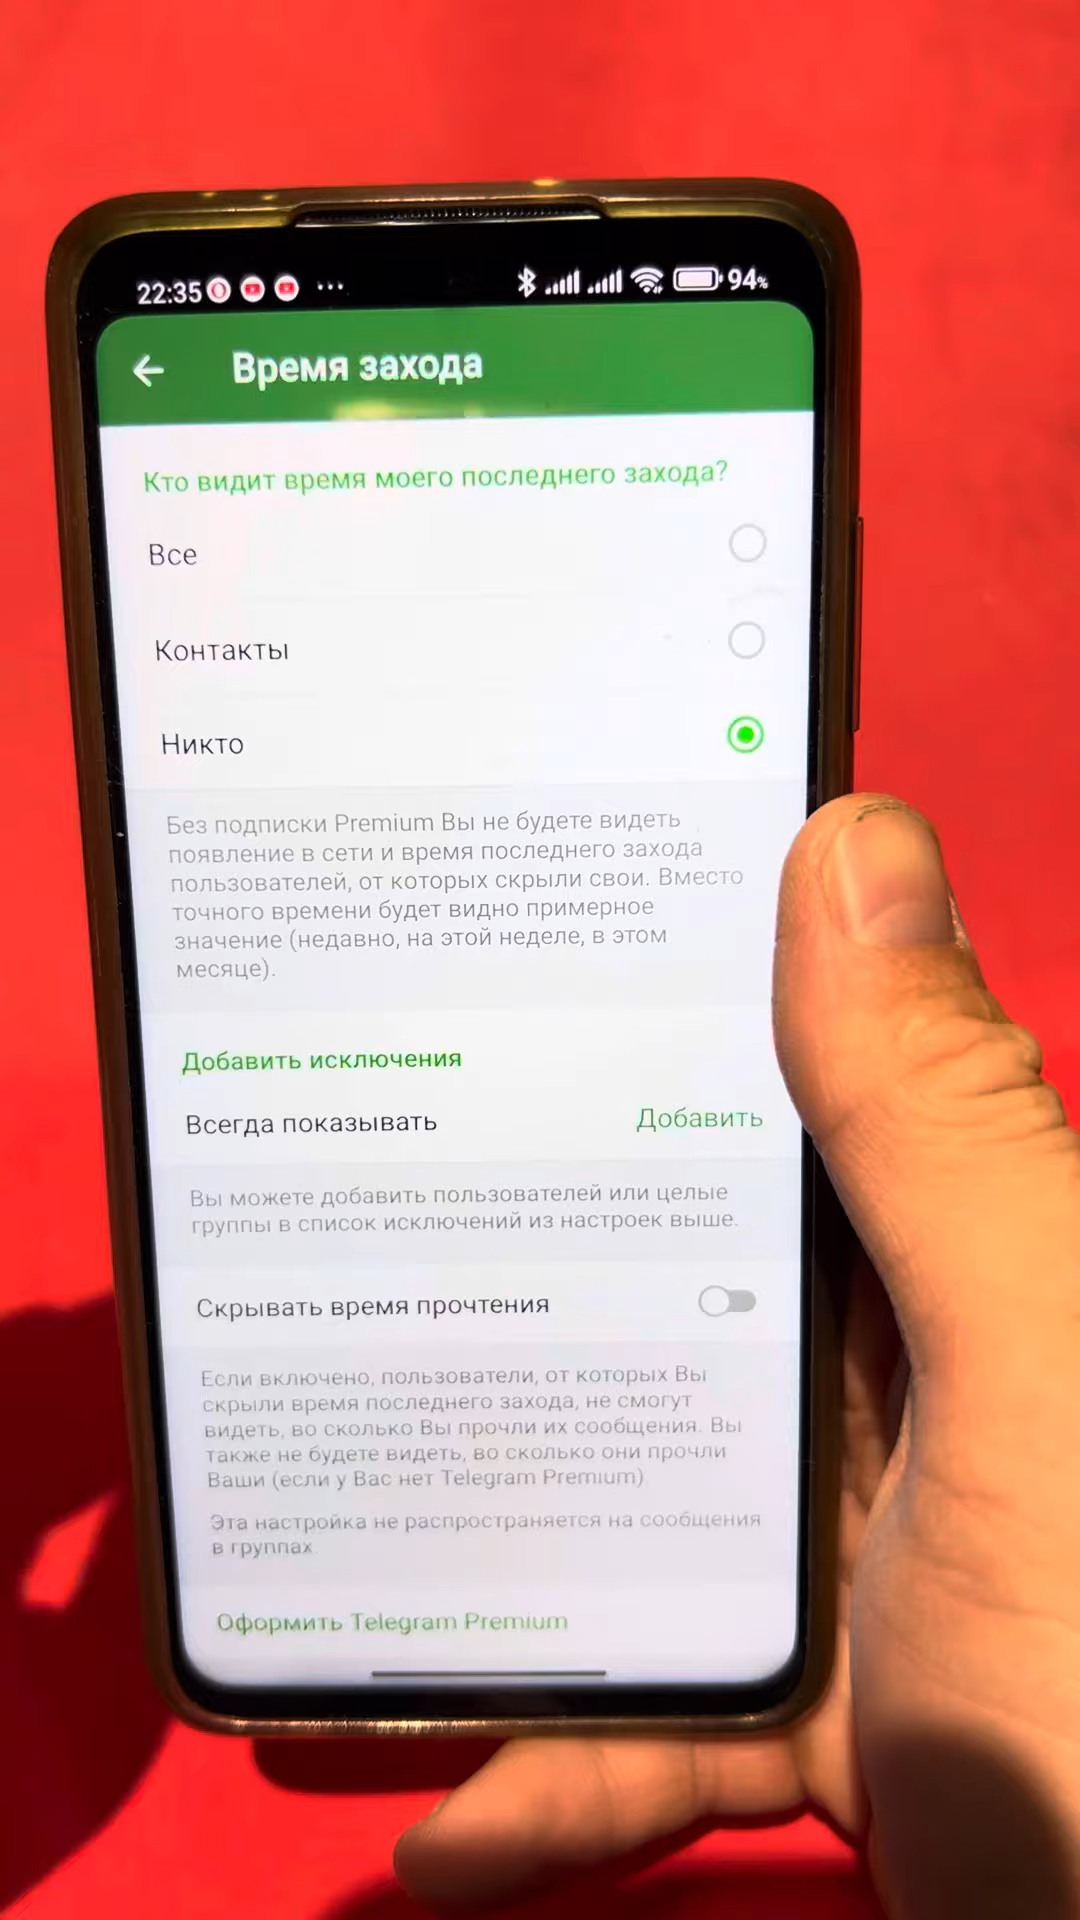 22:35 ... 94%
Время захода
Кто видит время моего последнего захода?
Все
Контакты
Никто
Без подписки Premium Вы не будете видеть
появление в сети и время последнего захода
пользователей, от которых скрыли свои. Вместо
точного времени будет видно примерное
значение (недавно, на этой неделе, в этом
месяце).
Добавить исключения
Всегда показывать Добавить
Вы можете добавить пользователей или целые
группы в список исключений из настроек выше.
Скрывать время прочтения
Если включено, пользователи, от которых Вы
скрыли время последнего захода, не смогут
видеть, во сколько Вы прочли их сообщения. Вы
также не будете видеть, во сколько они прочли
Ваши (если у Вас нет Telegram Premium).
Эта настройка не распространяется на сообщения
в группах.
Оформить Telegram Premium